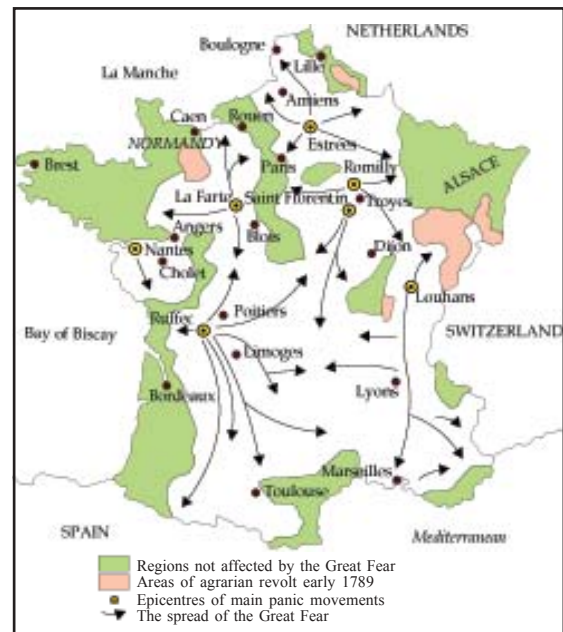 NETHERLANDS
Boulogne
Lille
La Manche
Amiens
Caen
Rouen
NORMANDY
Estrées
Paris
Romilly
Brest
ALSACE
La Farté
Saint Florentin
Troyes
Angers
Blois
Dijon
Nantes
Cholet
Louhans
Ruffec
Poitiers
Bay of Biscay
SWITZERLAND
Limoges
Lyons
Bordeaux
Marseilles
Toulouse
SPAIN
Mediterranean
Regions not affected by the Great Fear
Areas of agrarian revolt early 1789
Epicentres of main panic movements
The spread of the Great Fear